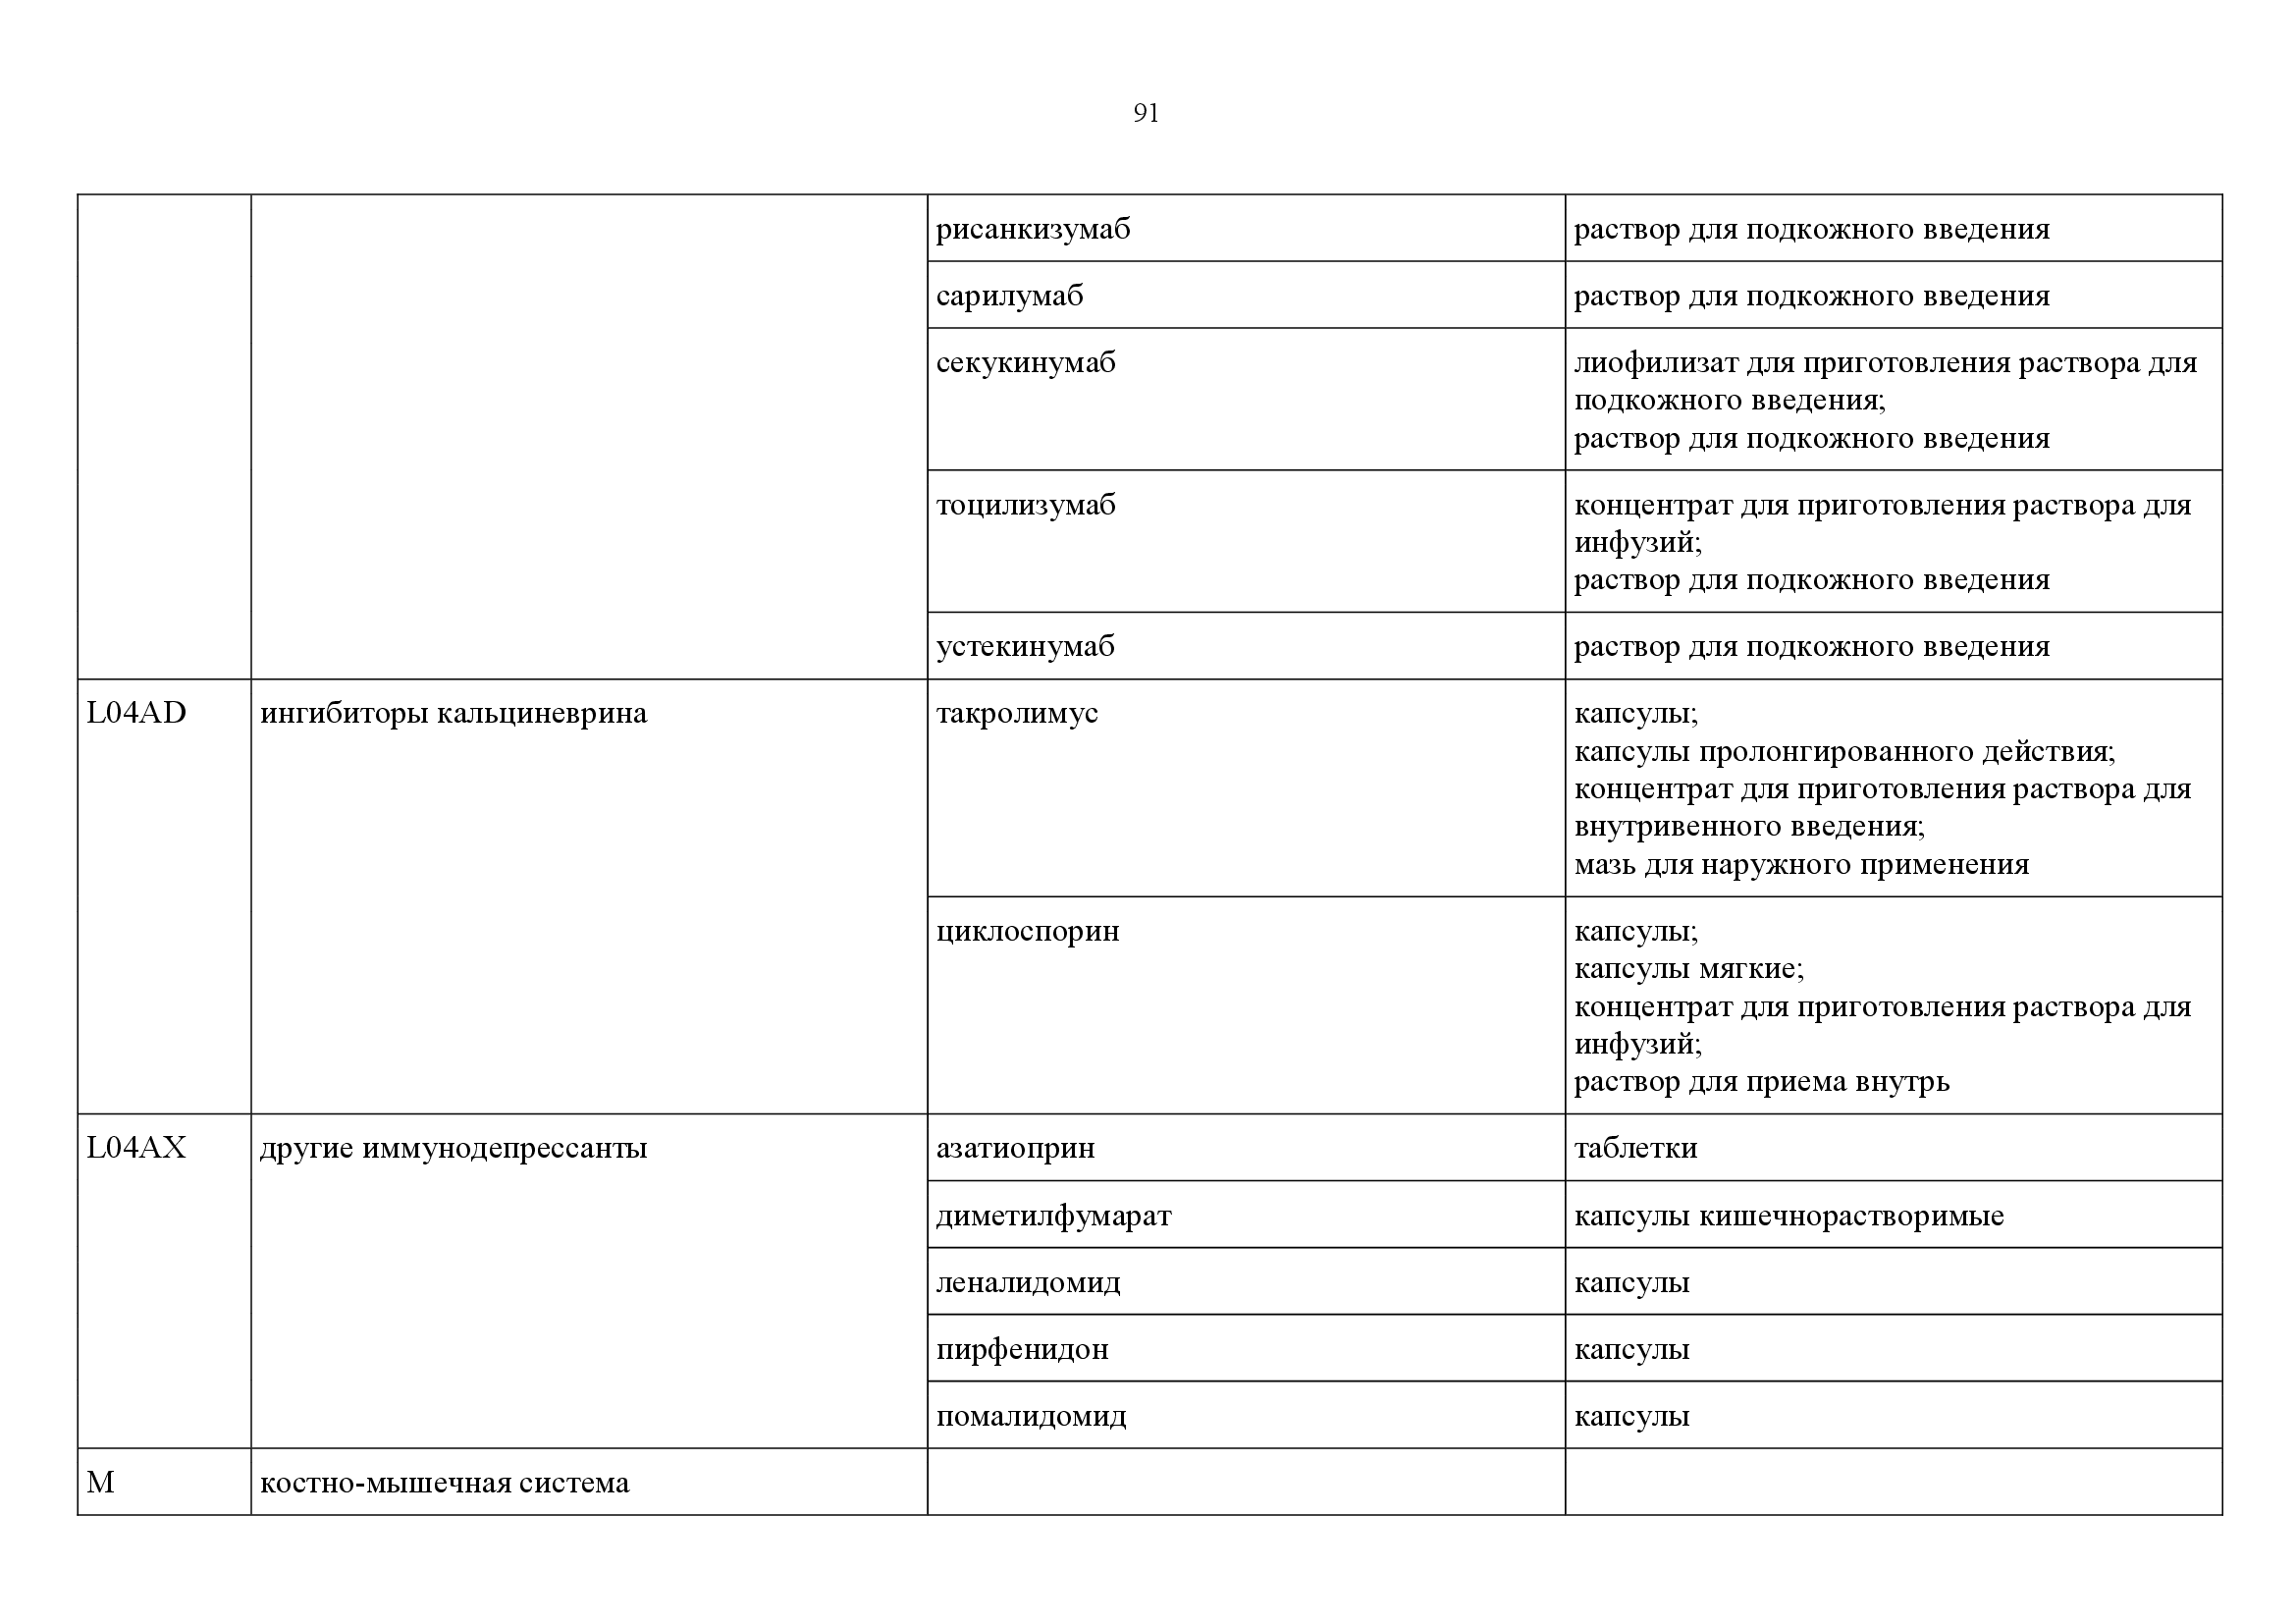 91
рисанкизумаб раствор для подкожного введения
сарилумаб раствор для подкожного введения
секукинумаб лиофилизат для приготовления раствора для
подкожного введения;
раствор для подкожного введения
тоцилизумаб концентрат для приготовления раствора для
инфузий;
раствор для подкожного введения
устекинумаб раствор для подкожного введения
L04AD ингибиторы кальциневрина такролимус капсулы;
капсулы пролонгированного действия;
концентрат для приготовления раствора для
внутривенного введения;
мазь для наружного применения
циклоспорин капсулы;
капсулы мягкие;
концентрат для приготовления раствора для
инфузий;
раствор для приема внутрь
L04AX другие иммунодепрессанты азатиоприн таблетки
диметилфумарат капсулы кишечнорастворимые
леналидомид капсулы
пирфенидон капсулы
помалидомид капсулы
M костно-мышечная система